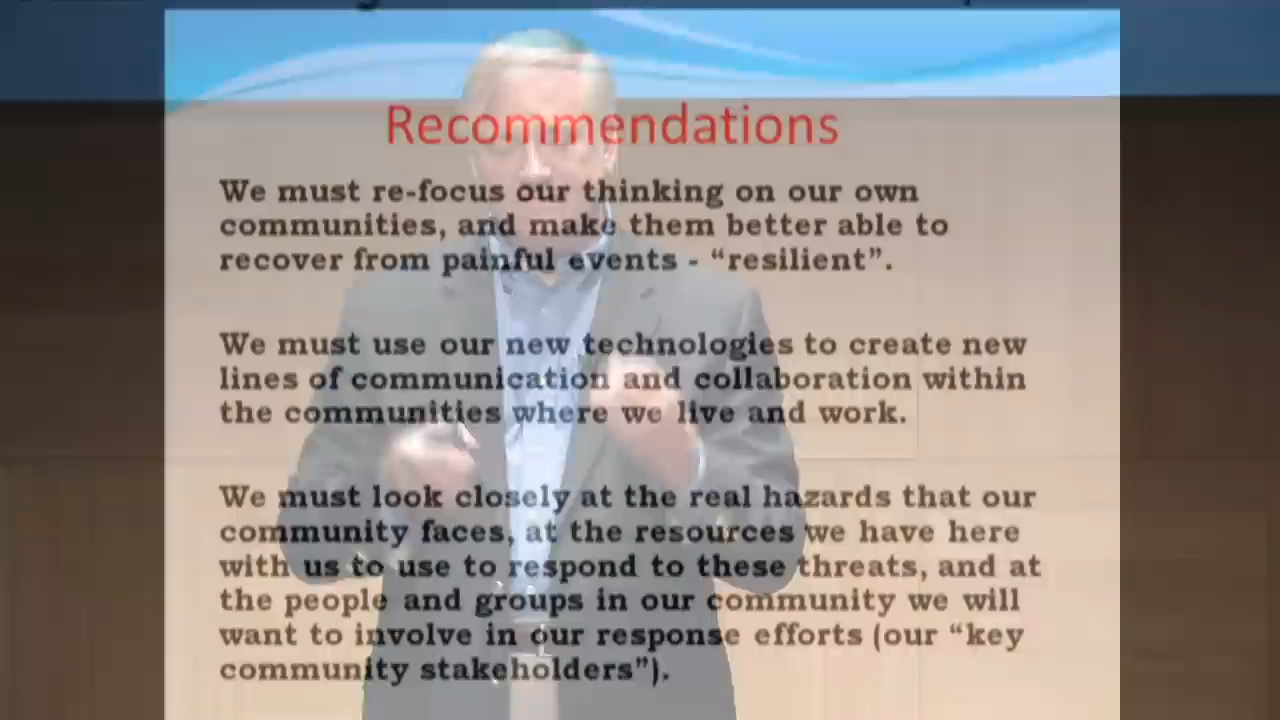 Recommendations
We must re-focus our thinking on our own
communities, and make them better able to
recover from painful events - “resilient”.
We must use our new technologies to create new
lines of communication and collaboration within
the communities where we live and work.
We must look closely at the real hazards that our
community faces, at the resources we have here
with us to use to respond to these threats, and at
the people and groups in our community we will
want to involve in our response efforts (our “key
community stakeholders”).